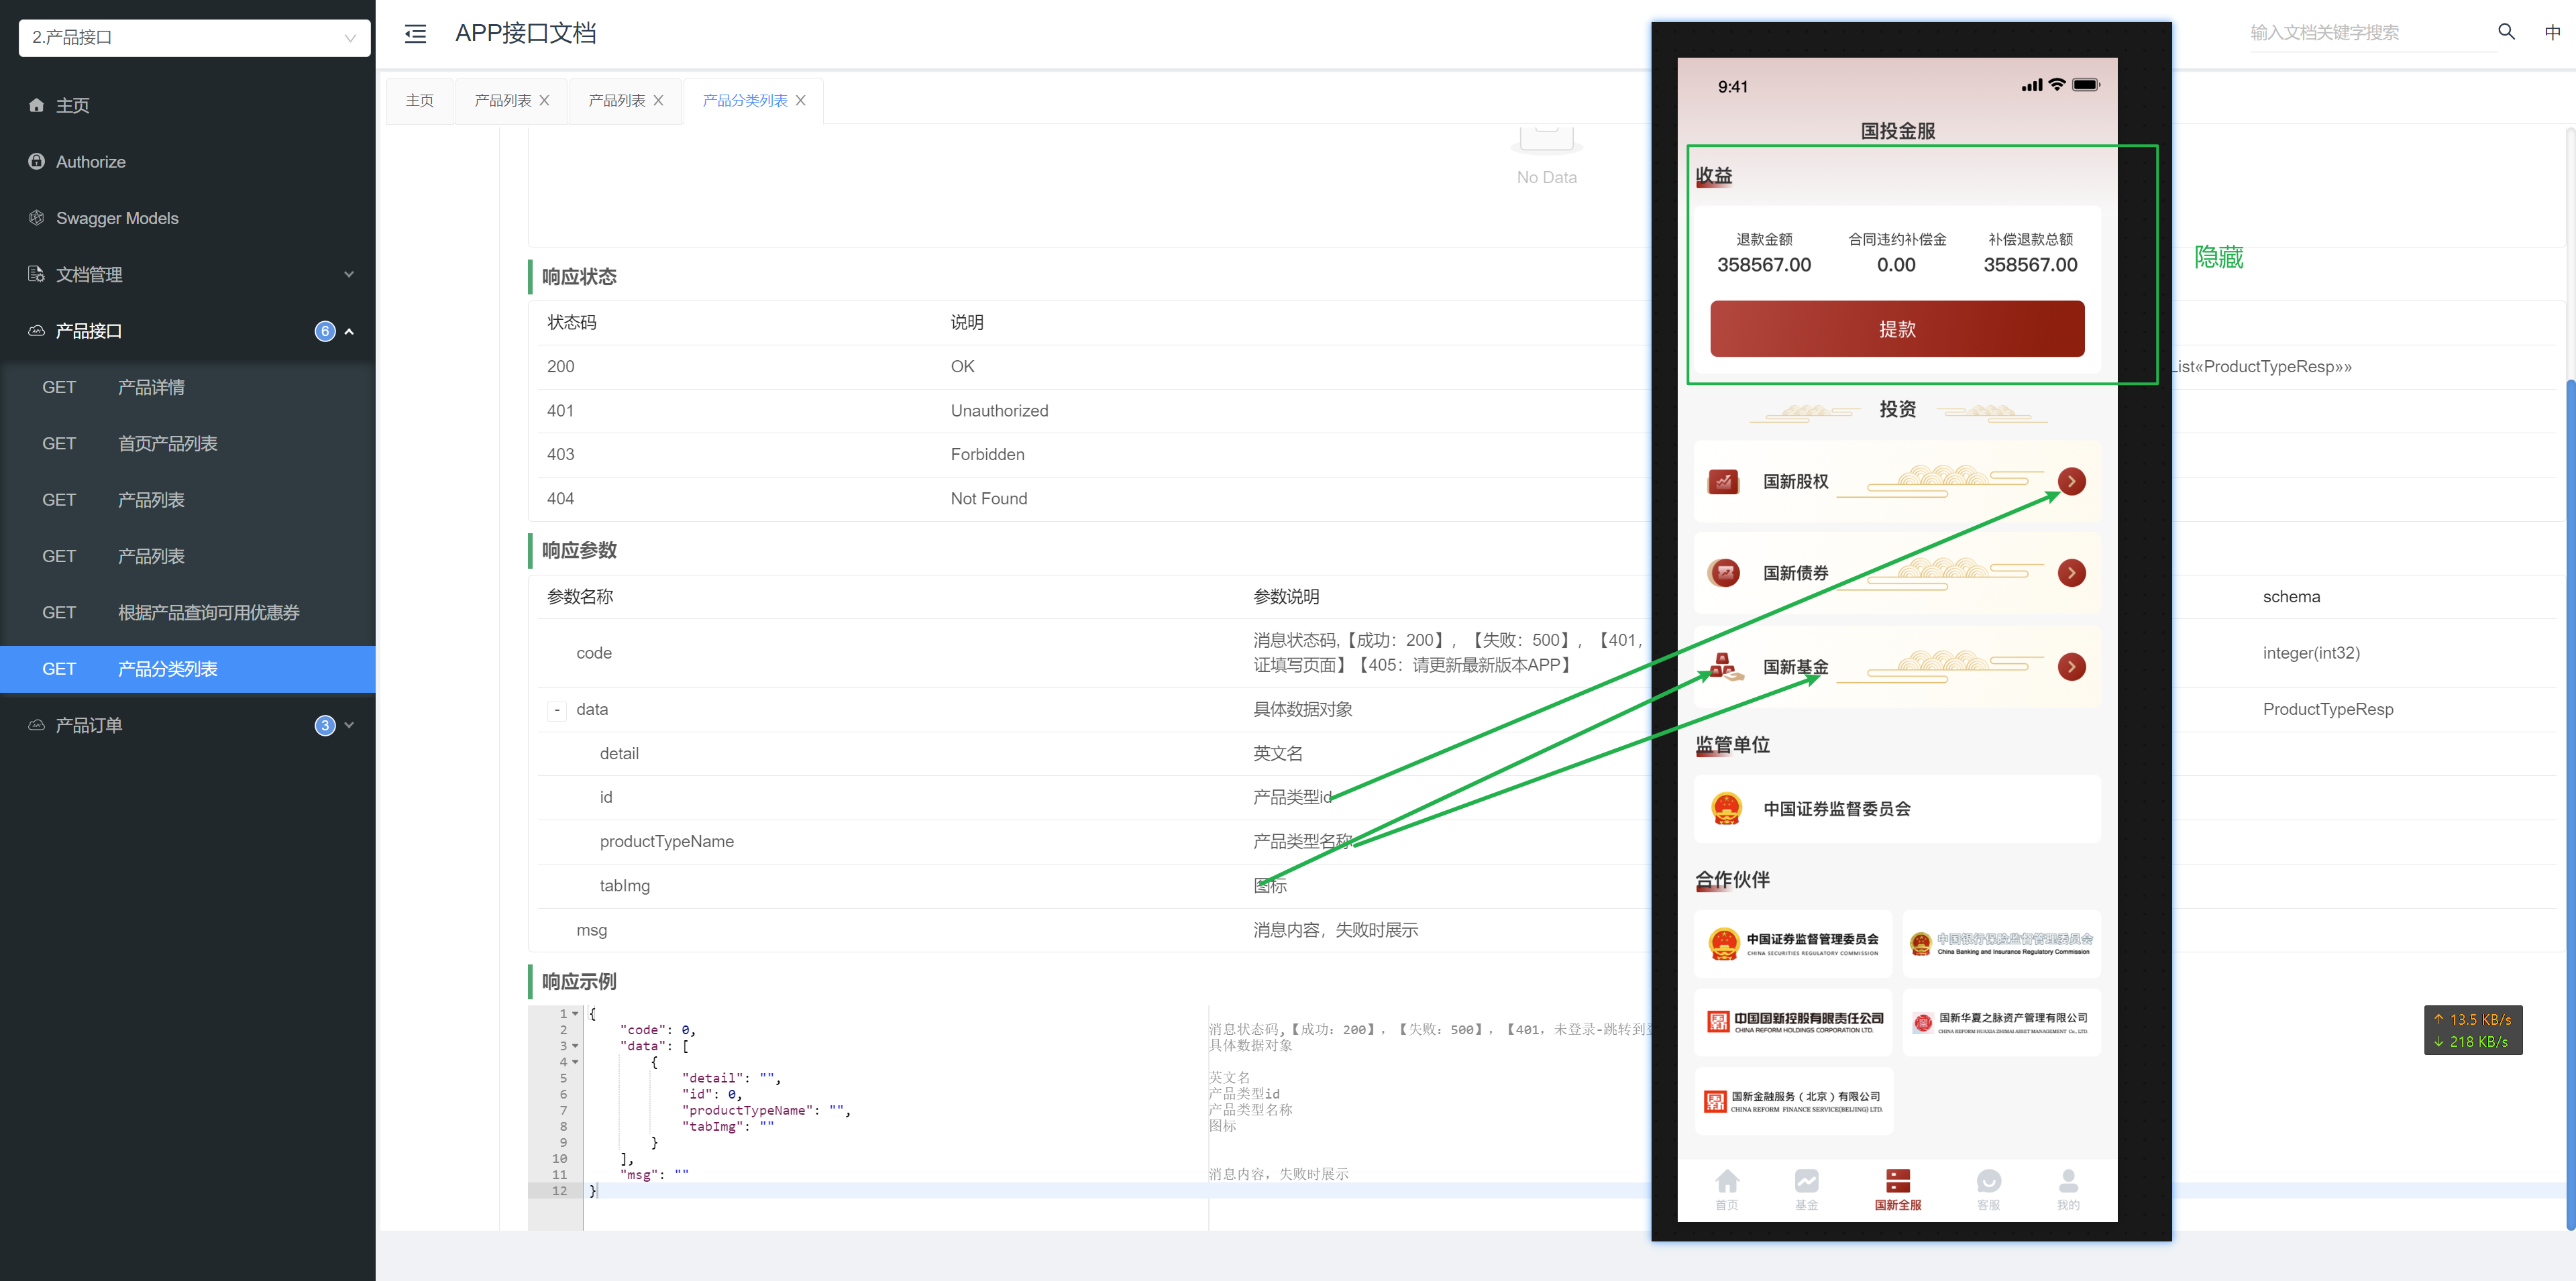 2.产品接口
APP接口文档
输入文档关键字搜索
中
主页
产品列表
产品列表
产品分类列表
主页
Authorize
Swagger Models
文档管理
产品接口
6
GET 产品详情
GET 首页产品列表
GET 产品列表
GET 产品列表
GET 根据产品查询可用优惠券
GET 产品分类列表
产品订单
3
No Data
响应状态
状态码 说明
200 OK
List«ProductTypeResp»»
401 Unauthorized
403 Forbidden
404 Not Found
响应参数
参数名称 参数说明 schema
code 消息状态码,【成功：200】，【失败：500】，【401，
证填写页面】【405：请更新最新版本APP】
integer(int32)
- data 具体数据对象 ProductTypeResp
detail 英文名
id 产品类型id
productTypeName 产品类型名称
tabImg 图标
msg 消息内容，失败时展示
响应示例
1 {
2 "code": 0, 消息状态码,【成功：200】，【失败：500】，【401，未登录-跳转到
3 "data": [ 具体数据对象
4 {
5 "detail": "", 英文名
6 "id": 0, 产品类型id
7 "productTypeName": "", 产品类型名称
8 "tabImg": "" 图标
9 }
10 ],
11 "msg": "" 消息内容，失败时展示
12 }
9:41
国投金服
收益
退款金额 合同违约补偿金 补偿退款总额
358567.00 0.00 358567.00
提款
隐藏
投资
国新股权
国新债券
国新基金
监管单位
中国证券监督委员会
合作伙伴
中国证券监督管理委员会
CHINA SECURITIES REGULATORY COMMISSION
中国银行保险监督管理委员会
China Banking and Insurance Regulatory Commission
中国国新控股有限责任公司
CHINA REFORM HOLDINGS CORPORATION LTD.
国新华夏之脉资产管理有限公司
CHINA REFORM HUAXIA ZHIMAI ASSET MANAGEMENT Co., LTD
国新金融服务（北京）有限公司
CHINA REFORM FINANCE SERVICE(BEIJING) LTD.
首页 基金 国新金服 客服 我的
↑ 13.5 KB/s
↓ 218 KB/s